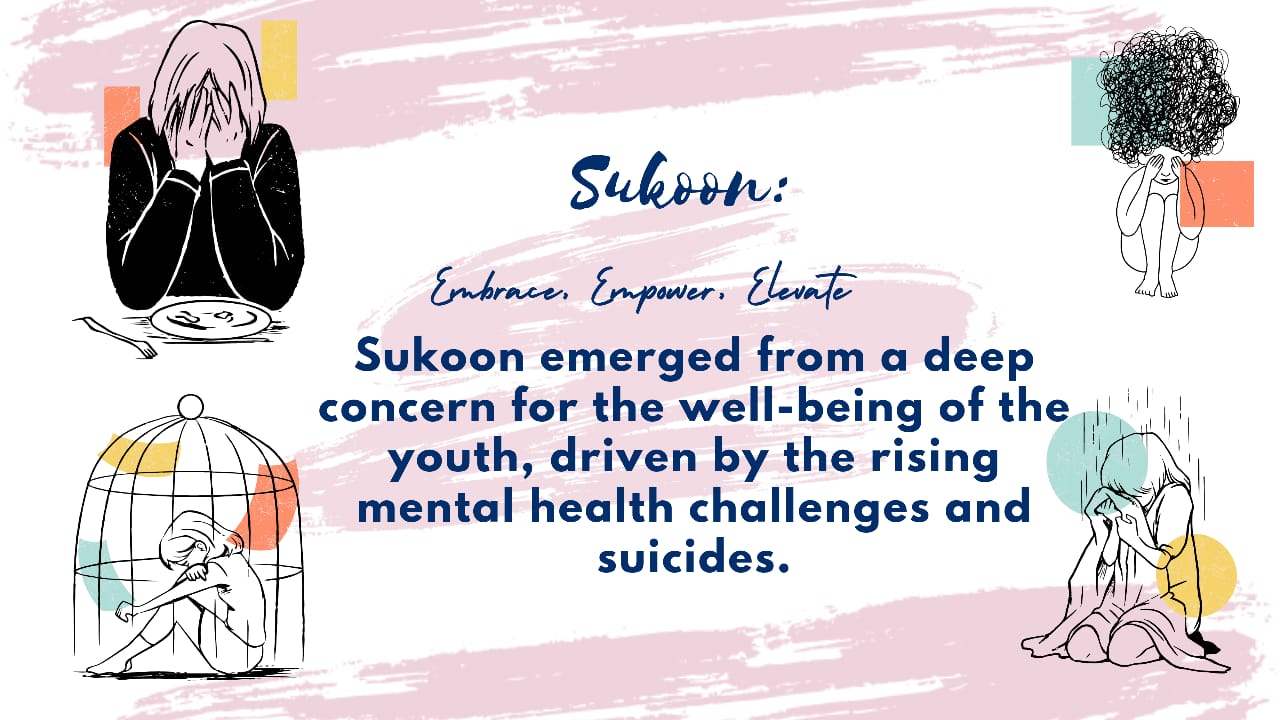 Sukoon:
Embrace. Empower. Elevate
Sukoon emerged from a deep
concern for the well-being of the
youth, driven by the rising
mental health challenges and
suicides.